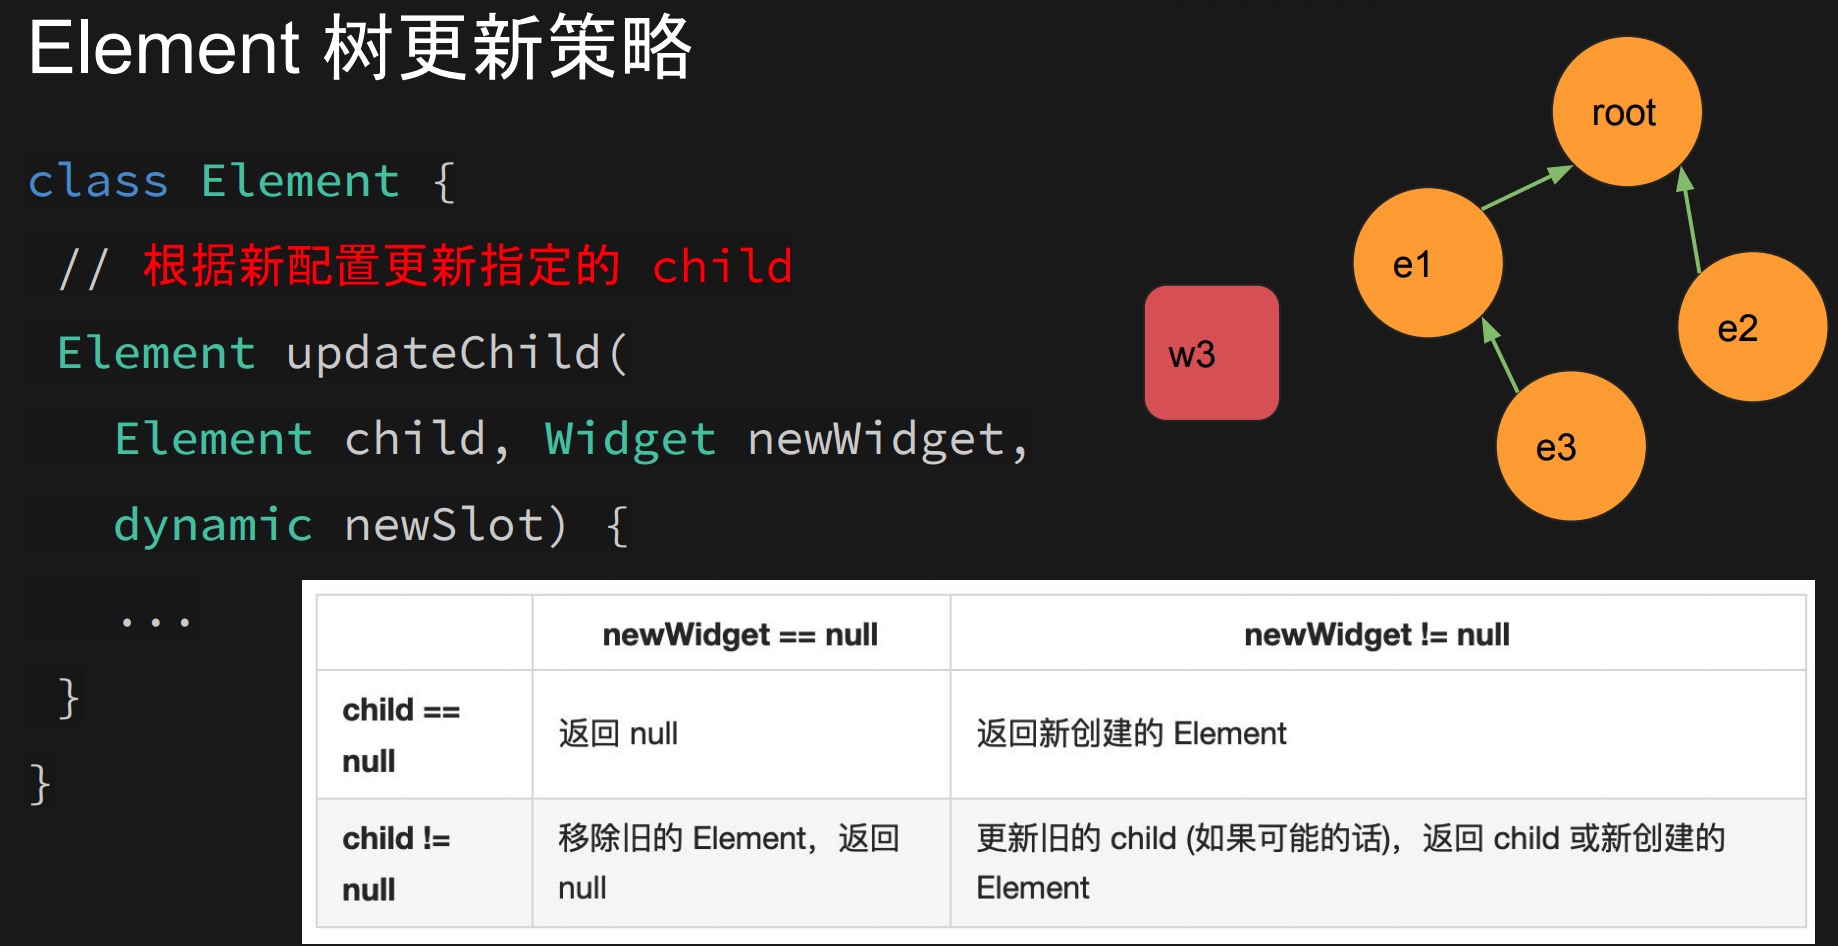 Element 树更新策略
class Element {
// 根据新配置更新指定的 child
Element updateChild(
Element child, Widget newWidget,
dynamic newSlot) {
...
}
}
root
e1
e2
w3
e3
newWidget == null
newWidget != null
child ==
null
返回 null
返回新创建的 Element
child !=
null
移除旧的 Element，返回
null
更新旧的 child (如果可能的话)，返回 child 或新创建的
Element